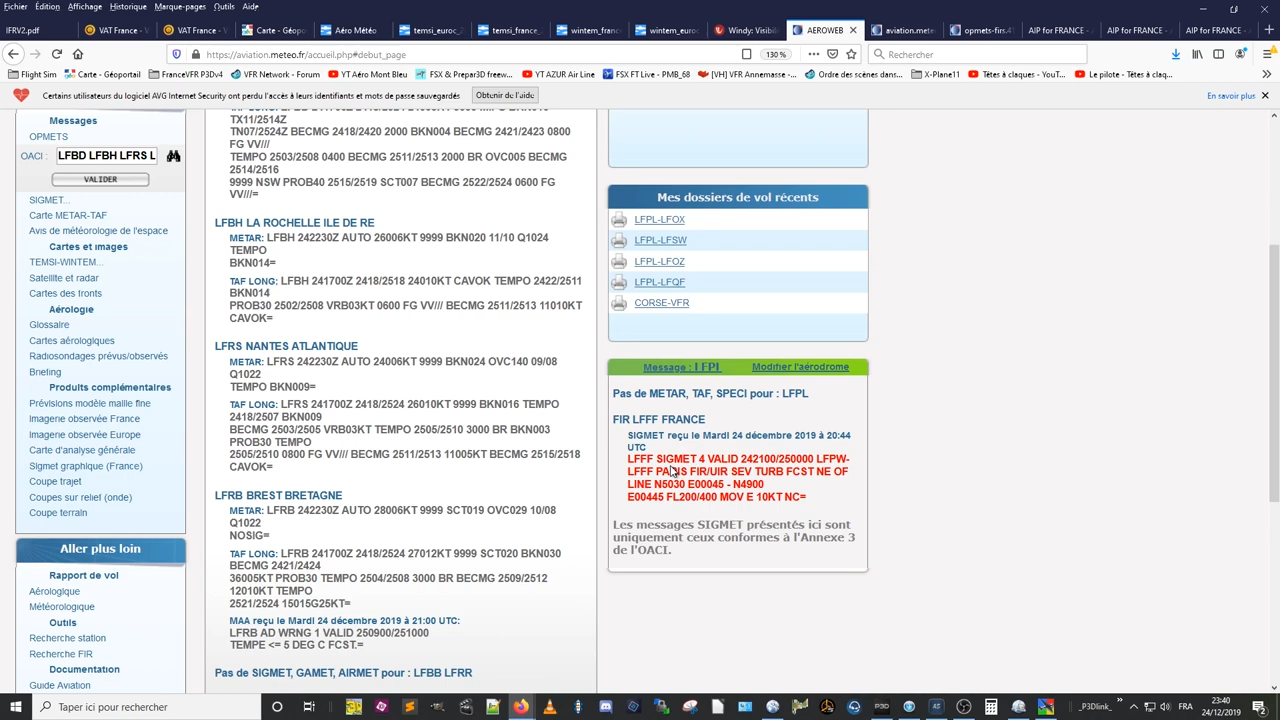 Fichier Édition Affichage Historique Marque-pages Outils Aide
IFRV2.pdf VAT France - V VAT France - V Carte - Géopor Aéro Météo temsi_euroc_ temsi_france_ wintem_france wintem_euroc Windy: Visibili AEROWEB aviation.mete opmets-firs.41 AIP for FRANCE AIP for FRANCE AIP for FRANCE
https://aviation.meteo.fr/accueil.php#debut_page 130 % Rechercher
Flight Sim Carte - Géoportail FranceVFR P3Dv4 VFR Network - Forum YT Aéro Mont Bleu FSX & Prepar3d freew... YT AZUR Air Line FSX FT Live - PMB_68 [VH] VFR Annemasse -... Ordre des scènes dans... X-Plane11 Têtes à claques - YouT... Le pilote - Têtes à claq...
Certains utilisateurs du logiciel AVG Internet Security ont perdu l'accès à leurs identifiants et mots de passe sauvegardés Obtenir de l'aide En savoir plus
Messages
OPMETS
OACI : LFBD LFBH LFRS L
VALIDER
SIGMET...
Carte METAR-TAF
Avis de météorologie de l'espace
Cartes et images
TEMSI-WINTEM...
Satellite et radar
Cartes des fronts
Aérologie
Glossaire
Cartes aérologiques
Radiosondages prévus/observés
Briefing
Produits complémentaires
Prévisions modèle maille fine
Imagerie observée France
Imagerie observée Europe
Carte d'analyse générale
Sigmet graphique (France)
Coupe trajet
Coupes sur relief (onde)
Coupe terrain
Aller plus loin
Rapport de vol
Aérologique
Météorologique
Outils
Recherche station
Recherche FIR
Documentation
Guide Aviation
TX11/2514Z
TN07/2524Z BECMG 2418/2420 2000 BKN004 BECMG 2421/2423 0800
FG VV///
TEMPO 2503/2508 0400 BECMG 2511/2513 2000 BR OVC005 BECMG
2514/2516
9999 NSW PROB40 2515/2519 SCT007 BECMG 2522/2524 0600 FG
VV///=
LFBH LA ROCHELLE ILE DE RE
METAR: LFBH 242230Z AUTO 26006KT 9999 BKN020 11/10 Q1024
TEMPO
BKN014=
TAF LONG: LFBH 241700Z 2418/2518 24010KT CAVOK TEMPO 2422/2511
BKN014
PROB30 2502/2508 VRB03KT 0600 FG VV/// BECMG 2511/2513 11010KT
CAVOK=
LFRS NANTES ATLANTIQUE
METAR: LFRS 242230Z AUTO 24006KT 9999 BKN024 OVC140 09/08
Q1022
TEMPO BKN009=
TAF LONG: LFRS 241700Z 2418/2524 26010KT 9999 BKN016 TEMPO
2418/2507 BKN009
BECMG 2503/2505 VRB03KT TEMPO 2505/2510 3000 BR BKN003
PROB30 TEMPO
2505/2510 0800 FG VV/// BECMG 2511/2513 11005KT BECMG 2515/2518
CAVOK=
LFRB BREST BRETAGNE
METAR: LFRB 242230Z AUTO 28006KT 9999 SCT019 OVC029 10/08
Q1022
NOSIG=
TAF LONG: LFRB 241700Z 2418/2524 27012KT 9999 SCT020 BKN030
BECMG 2421/2424
36005KT PROB30 TEMPO 2504/2508 3000 BR BECMG 2509/2512
12010KT TEMPO
2521/2524 15015G25KT=
MAA reçu le Mardi 24 décembre 2019 à 21:00 UTC:
LFRB AD WRNG 1 VALID 250900/251000
TEMPE <= 5 DEG C FCST.=
Pas de SIGMET, GAMET, AIRMET pour : LFBB LFRR
Mes dossiers de vol récents
LFPL-LFOX
LFPL-LFSW
LFPL-LFOZ
LFPL-LFQF
CORSE-VFR
Message : LFPL Modifier l'aérodrome
Pas de METAR, TAF, SPECI pour : LFPL
FIR LFFF FRANCE
SIGMET reçu le Mardi 24 décembre 2019 à 20:44
UTC
LFFF SIGMET 4 VALID 242100/250000 LFPW-
LFFF PARIS FIR/UIR SEV TURB FCST NE OF
LINE N5030 E00045 - N4900
E00445 FL200/400 MOV E 10KT NC=
Les messages SIGMET présentés ici sont
uniquement ceux conformes à l'Annexe 3
de l'OACI.
Taper ici pour rechercher
_P3Dlink_ FRA 23:40
24/12/2019